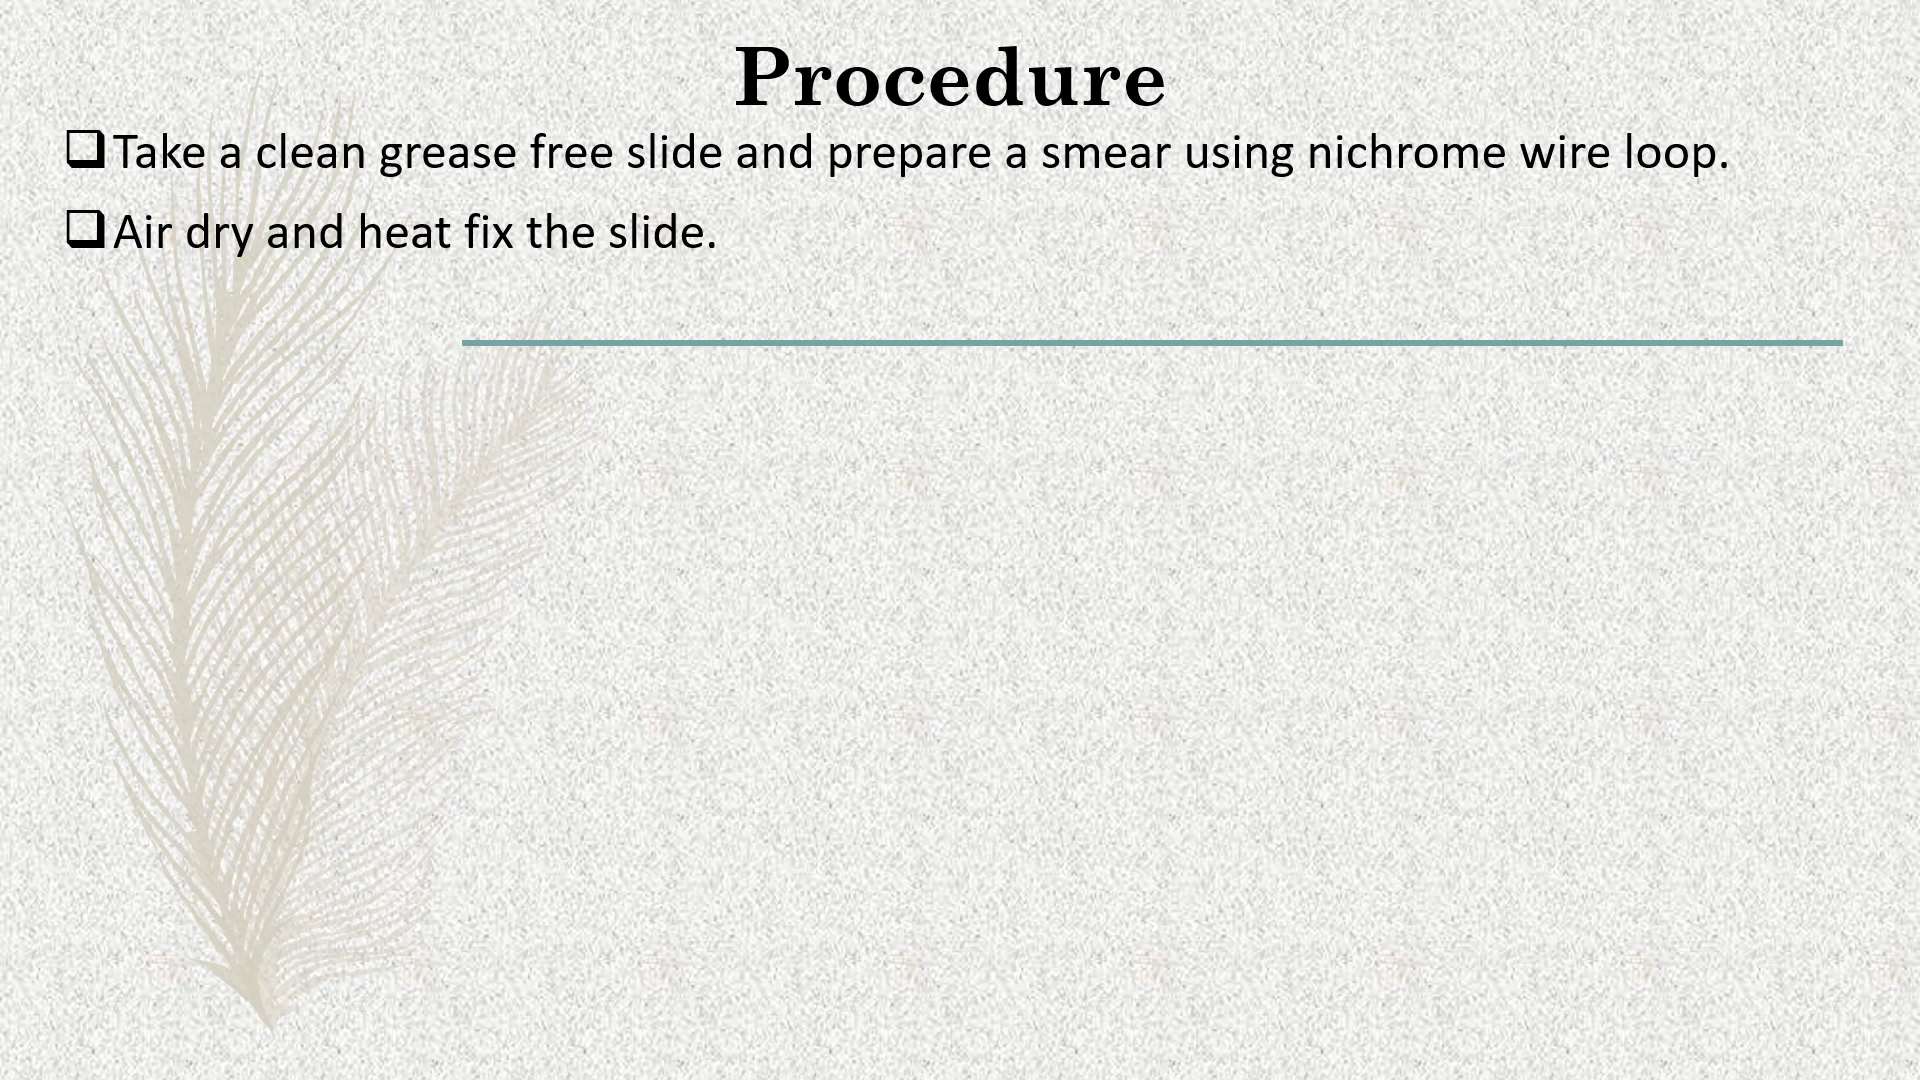 Procedure
❑Take a clean grease free slide and prepare a smear using nichrome wire loop.
❑Air dry and heat fix the slide.